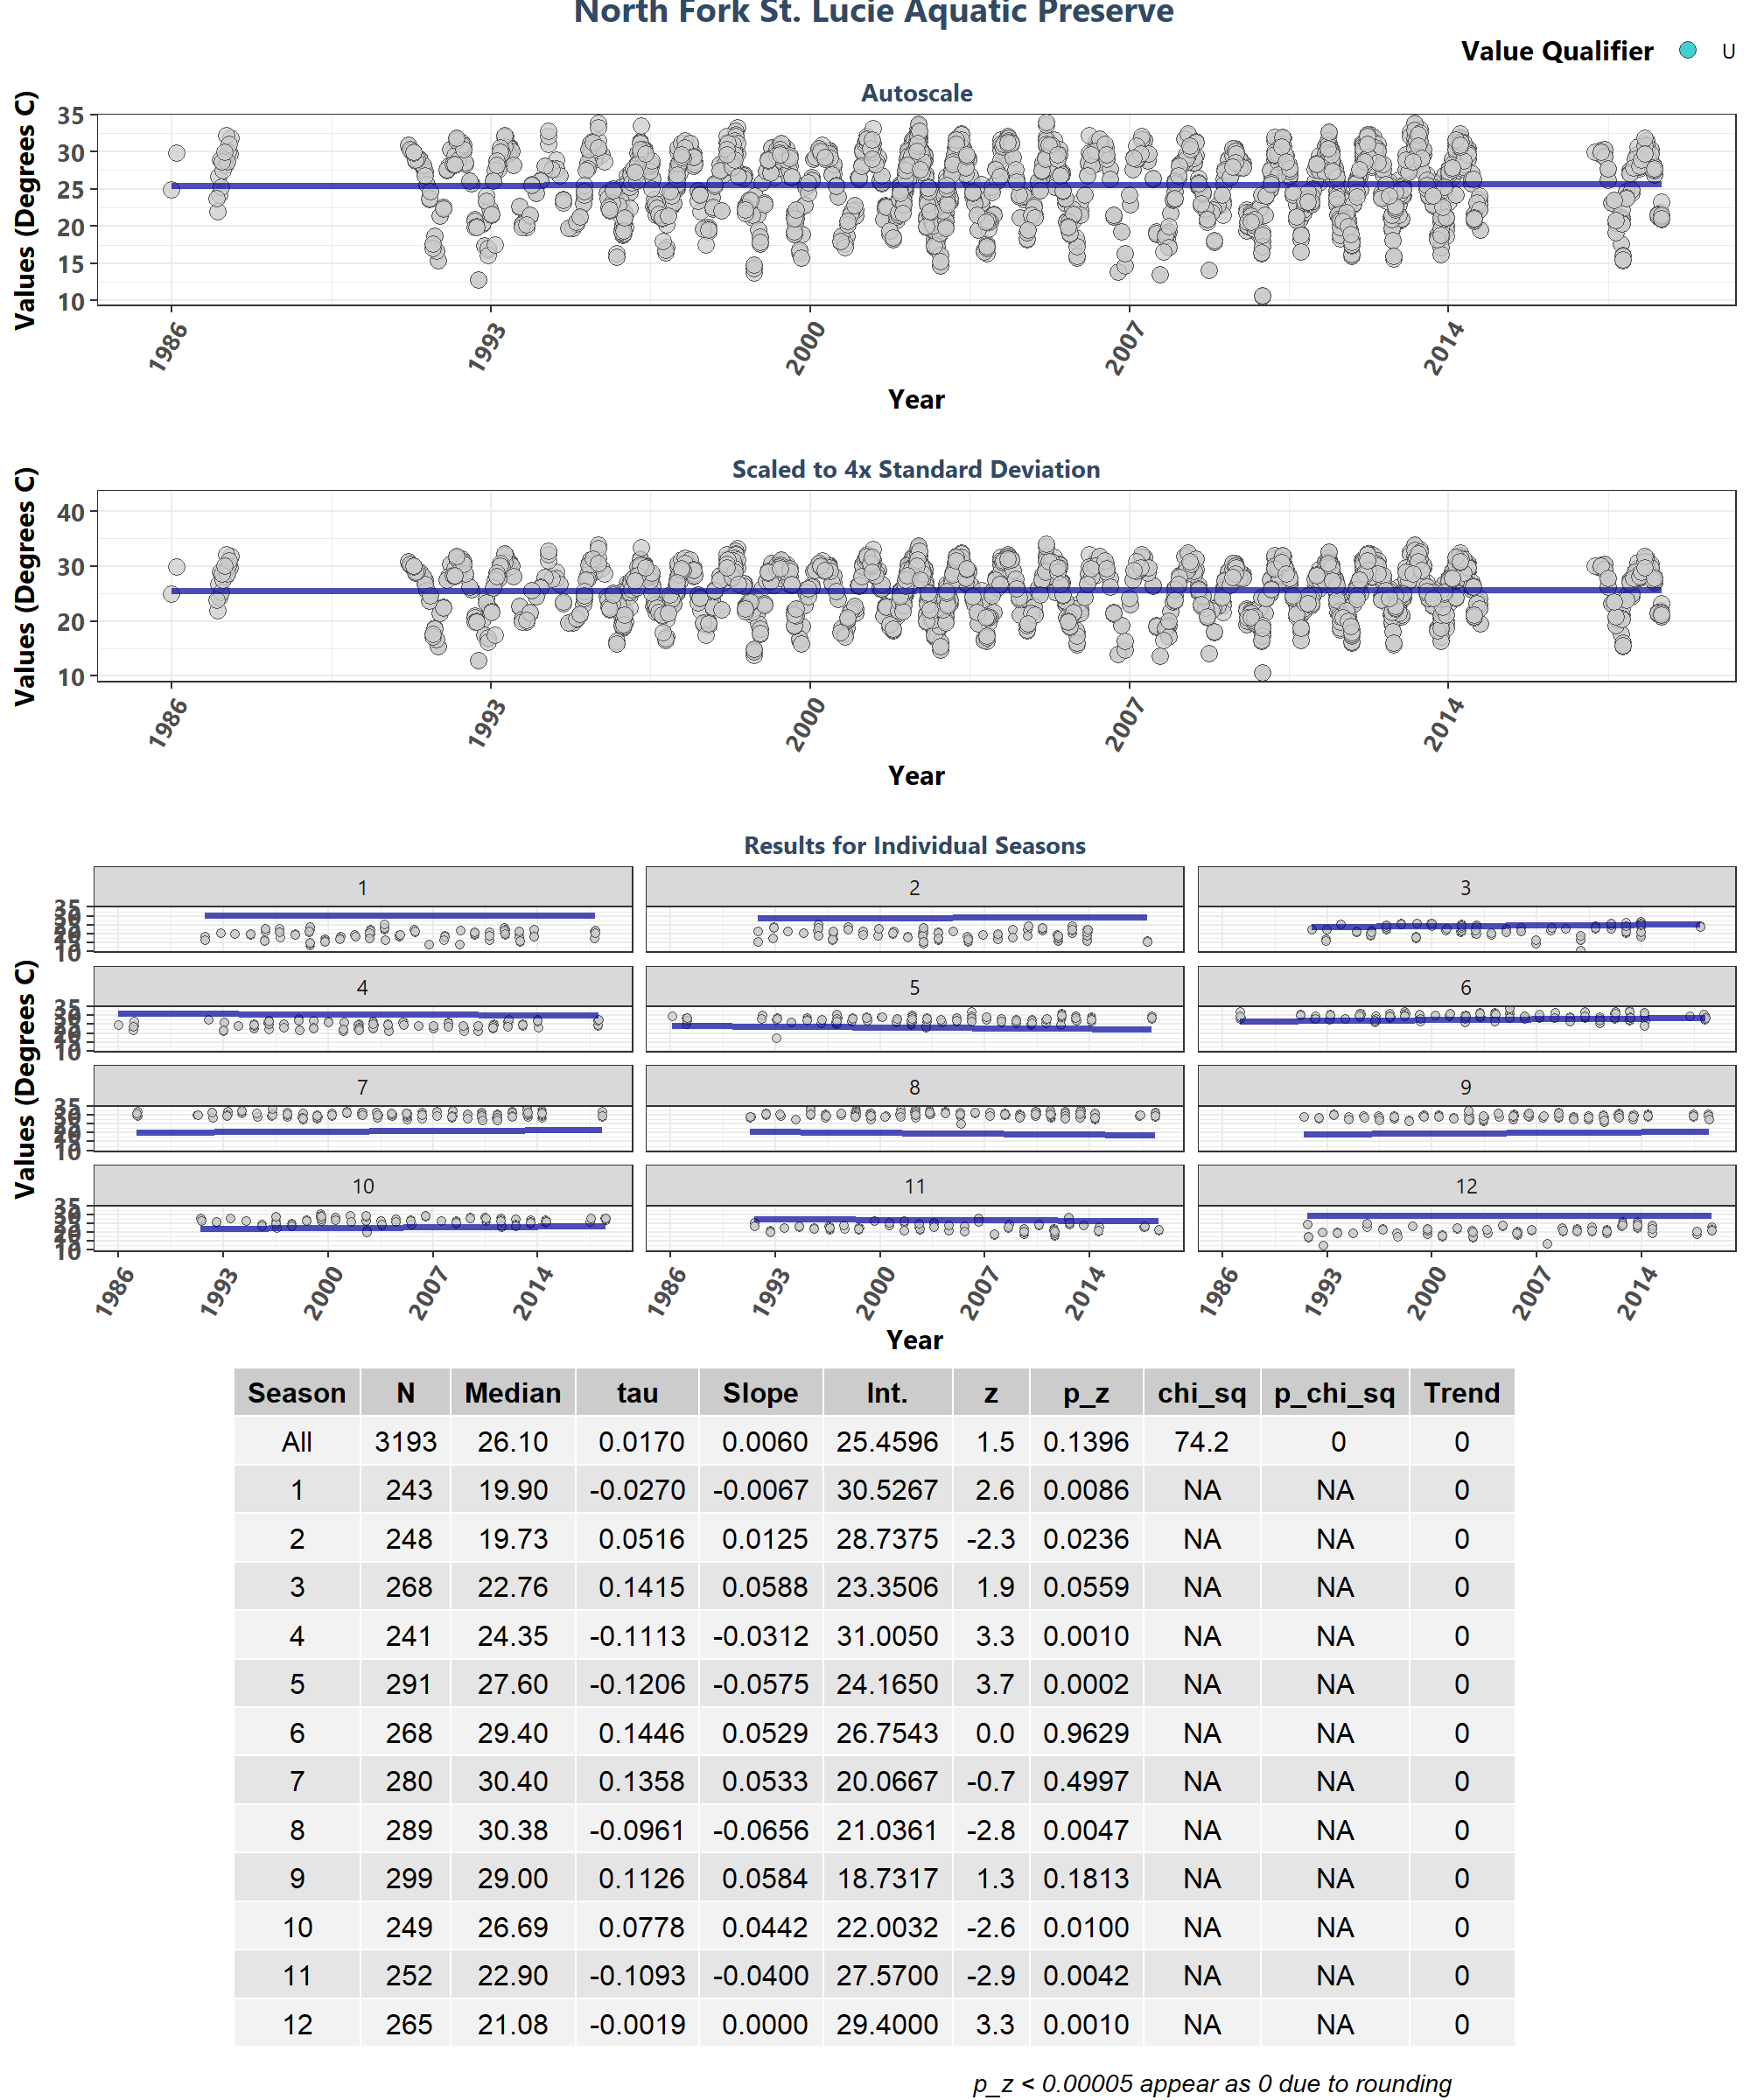 North Fork St. Lucie Aquatic Preserve
Value Qualifier U
Autoscale
Values (Degrees C)
35
30
25
20
15
10
1986 1993 2000 2007 2014
Year
Scaled to 4x Standard Deviation
Values (Degrees C)
40
30
20
10
1986 1993 2000 2007 2014
Year
Results for Individual Seasons
Values (Degrees C)
1 2 3
35
10
4 5 6
35
10
7 8 9
35
10
10 11 12
35
10
1986 1993 2000 2007 2014 1986 1993 2000 2007 2014 1986 1993 2000 2007 2014
Year
Season N Median tau Slope Int. z p_z chi_sq p_chi_sq Trend
All 3193 26.10 0.0170 0.0060 25.4596 1.5 0.1396 74.2 0 0
1 243 19.90 -0.0270 -0.0067 30.5267 2.6 0.0086 NA NA 0
2 248 19.73 0.0516 0.0125 28.7375 -2.3 0.0236 NA NA 0
3 268 22.76 0.1415 0.0588 23.3506 1.9 0.0559 NA NA 0
4 241 24.35 -0.1113 -0.0312 31.0050 3.3 0.0010 NA NA 0
5 291 27.60 -0.1206 -0.0575 24.1650 3.7 0.0002 NA NA 0
6 268 29.40 0.1446 0.0529 26.7543 0.0 0.9629 NA NA 0
7 280 30.40 0.1358 0.0533 20.0667 -0.7 0.4997 NA NA 0
8 289 30.38 -0.0961 -0.0656 21.0361 -2.8 0.0047 NA NA 0
9 299 29.00 0.1126 0.0584 18.7317 1.3 0.1813 NA NA 0
10 249 26.69 0.0778 0.0442 22.0032 -2.6 0.0100 NA NA 0
11 252 22.90 -0.1093 -0.0400 27.5700 -2.9 0.0042 NA NA 0
12 265 21.08 -0.0019 0.0000 29.4000 3.3 0.0010 NA NA 0
p_z < 0.00005 appear as 0 due to rounding